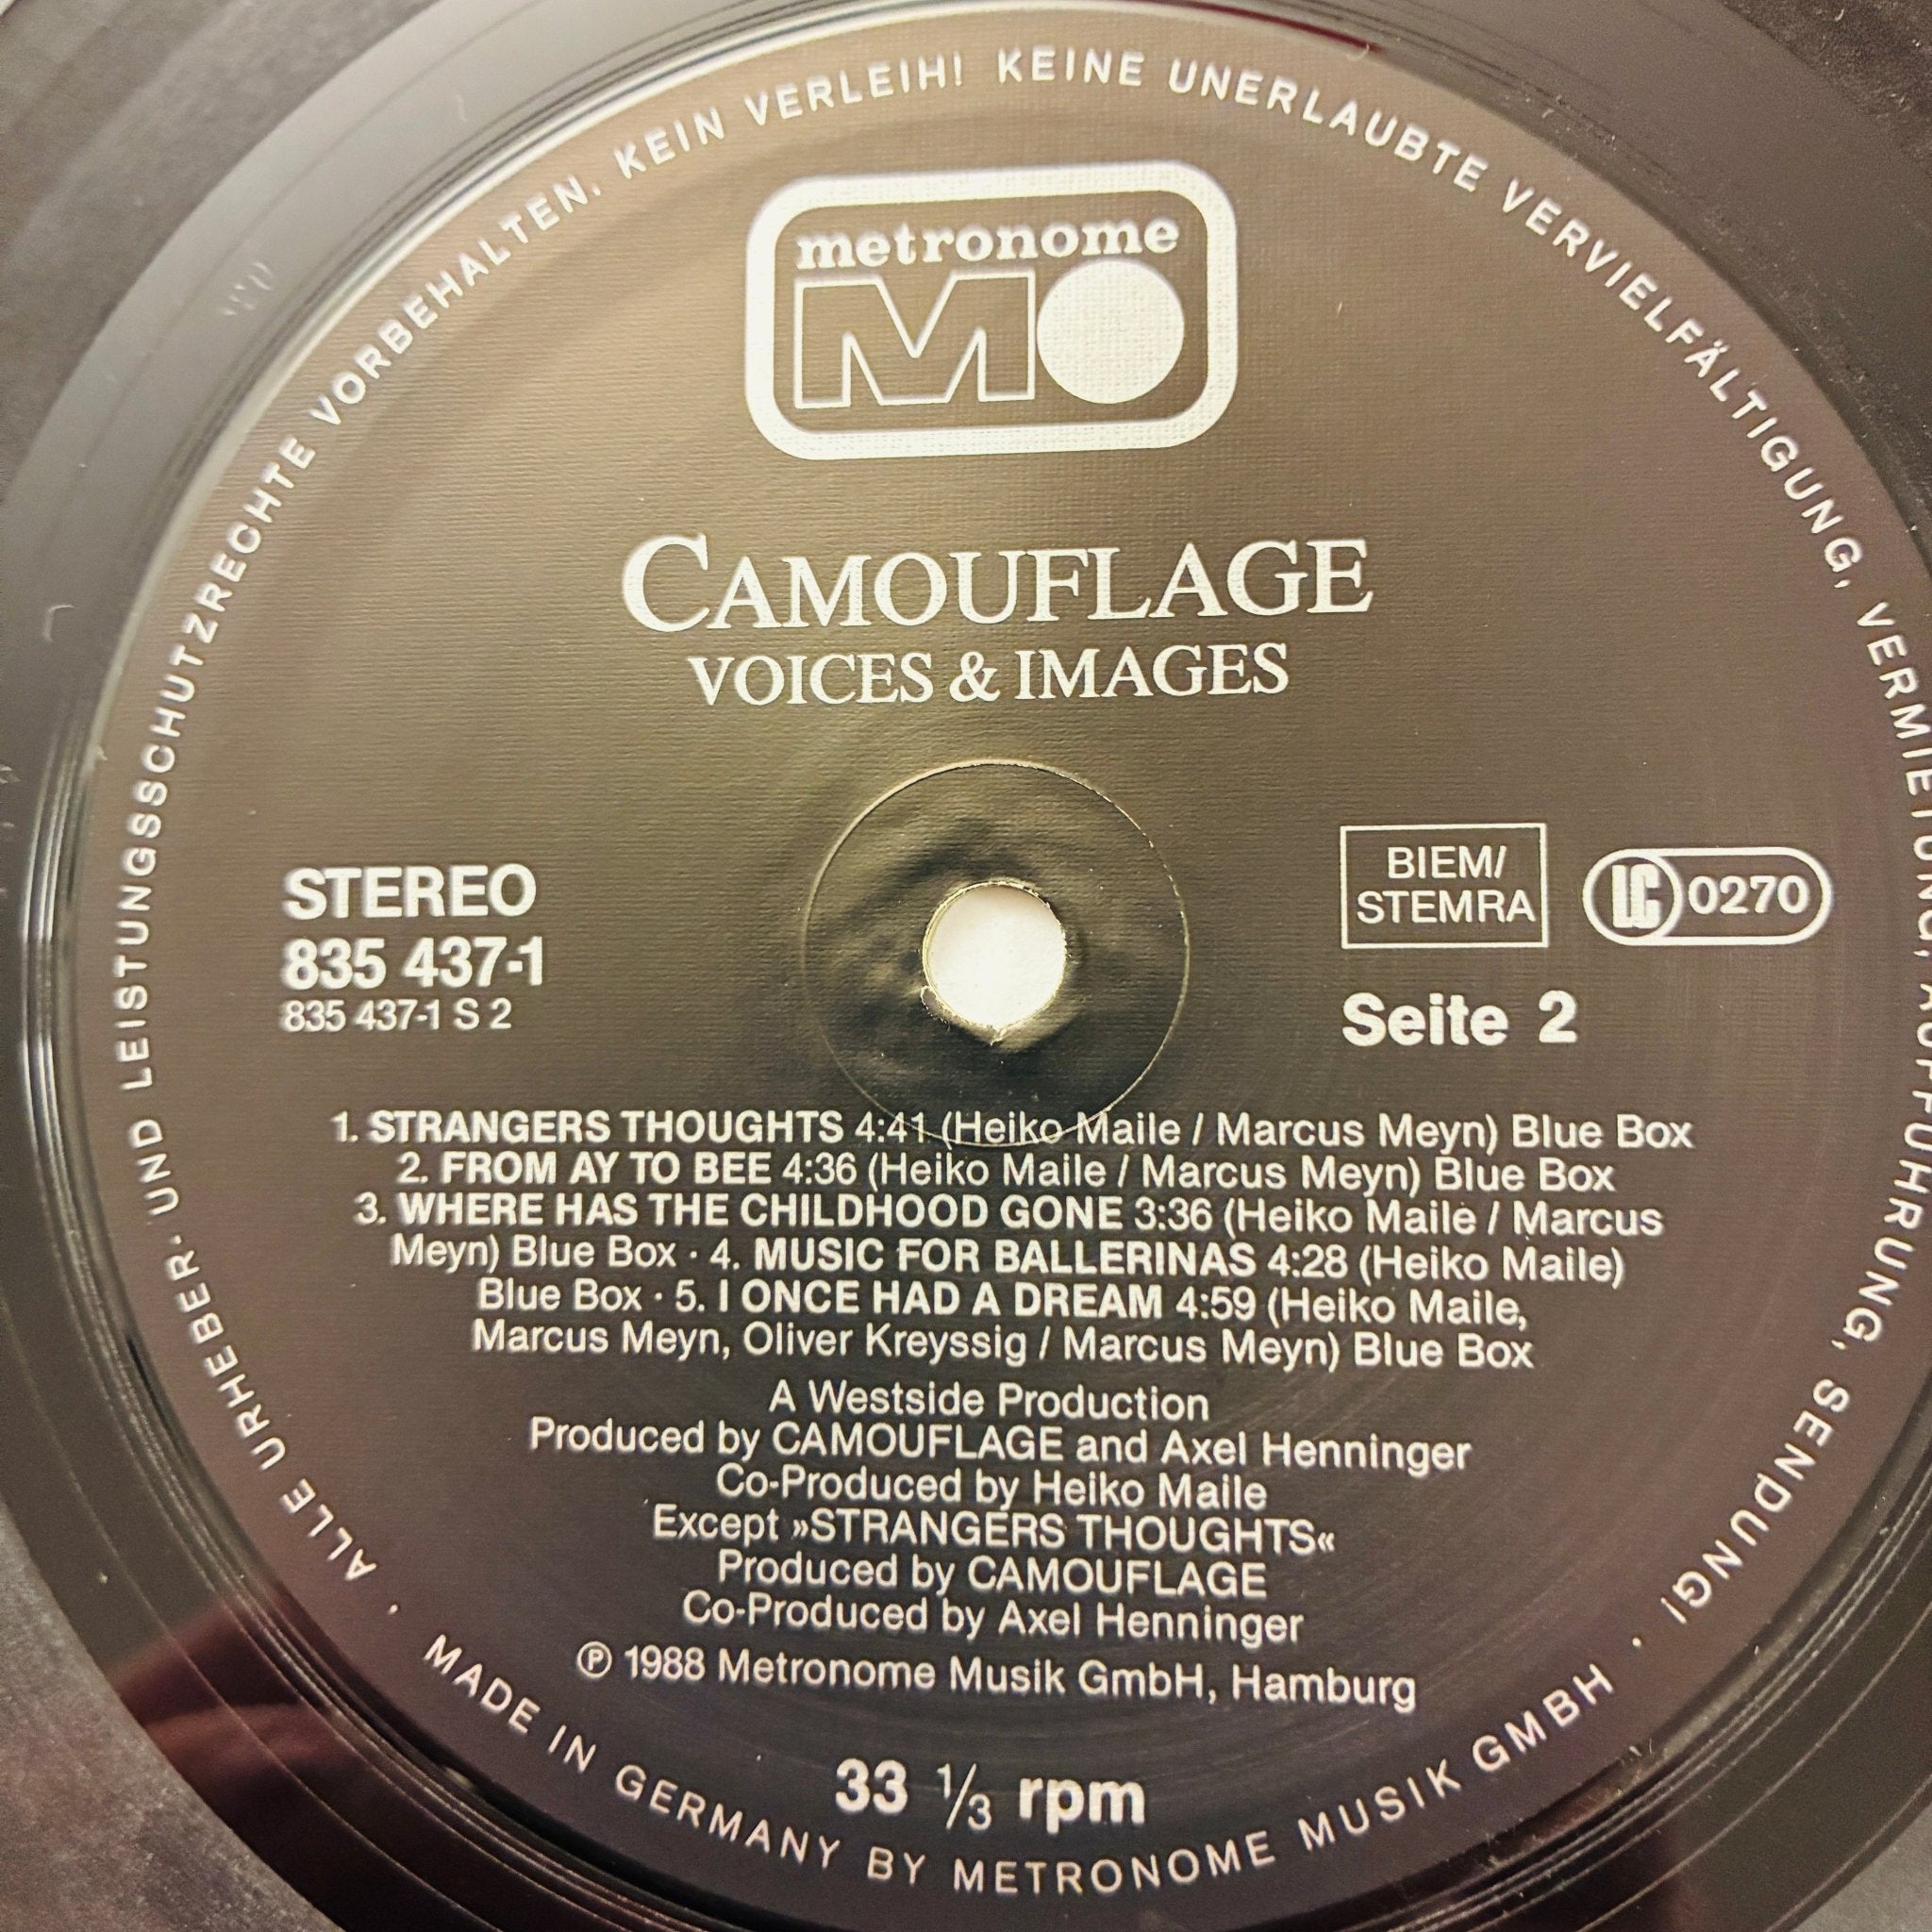 ALLE URHEBER- UND LEISTUNGSSCHUTZRECHTE VORBEHALTEN. KEIN VERLEIH! KEINE UNERLAUBTE VERVIELFÄLTIGUNG, VERMIETUNG, AUFFÜHRUNG, SENDUNG!
metronome
MO
CAMOUFLAGE
VOICES & IMAGES
STEREO
835 437-1
835 437-1 S 2
BIEM/
STEMRA
LC 0270
Seite 2
1. STRANGERS THOUGHTS 4:41 (Heiko Maile / Marcus Meyn) Blue Box
2. FROM AY TO BEE 4:36 (Heiko Maile / Marcus Meyn) Blue Box
3. WHERE HAS THE CHILDHOOD GONE 3:36 (Heiko Maile / Marcus
Meyn) Blue Box · 4. MUSIC FOR BALLERINAS 4:28 (Heiko Maile)
Blue Box · 5. I ONCE HAD A DREAM 4:59 (Heiko Maile,
Marcus Meyn, Oliver Kreyssig / Marcus Meyn) Blue Box
A Westside Production
Produced by CAMOUFLAGE and Axel Henninger
Co-Produced by Heiko Maile
Except »STRANGERS THOUGHTS«
Produced by CAMOUFLAGE
Co-Produced by Axel Henninger
℗ 1988 Metronome Musik GmbH, Hamburg
33 1/3 rpm
· MADE IN GERMANY BY METRONOME MUSIK GMBH ·